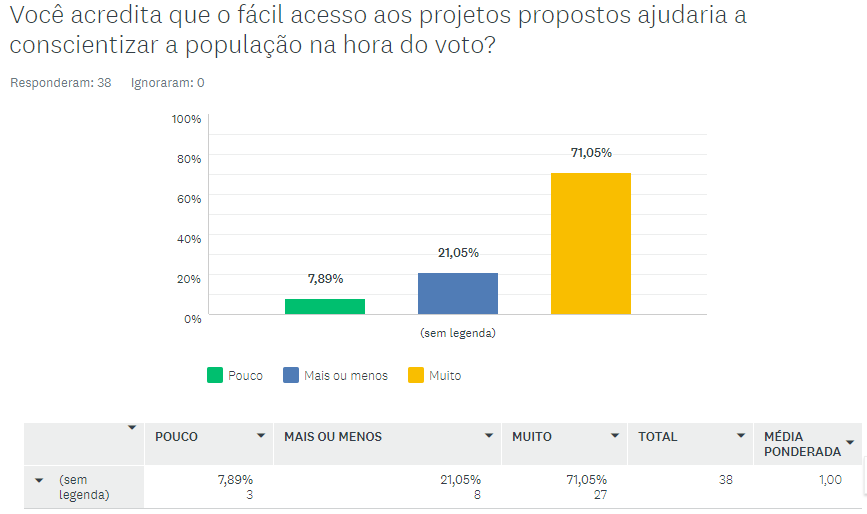 Você acredita que o fácil acesso aos projetos propostos ajudaria a
conscientizar a população na hora do voto?
Responderam: 38 Ignoraram: 0
100%
80%
60%
40%
20%
0%
7,89%
21,05%
71,05%
(sem legenda)
Pouco Mais ou menos Muito
POUCO MAIS OU MENOS MUITO TOTAL MÉDIA
PONDERADA
(sem 7,89% 21,05% 71,05% 38 1,00
legenda) 3 8 27